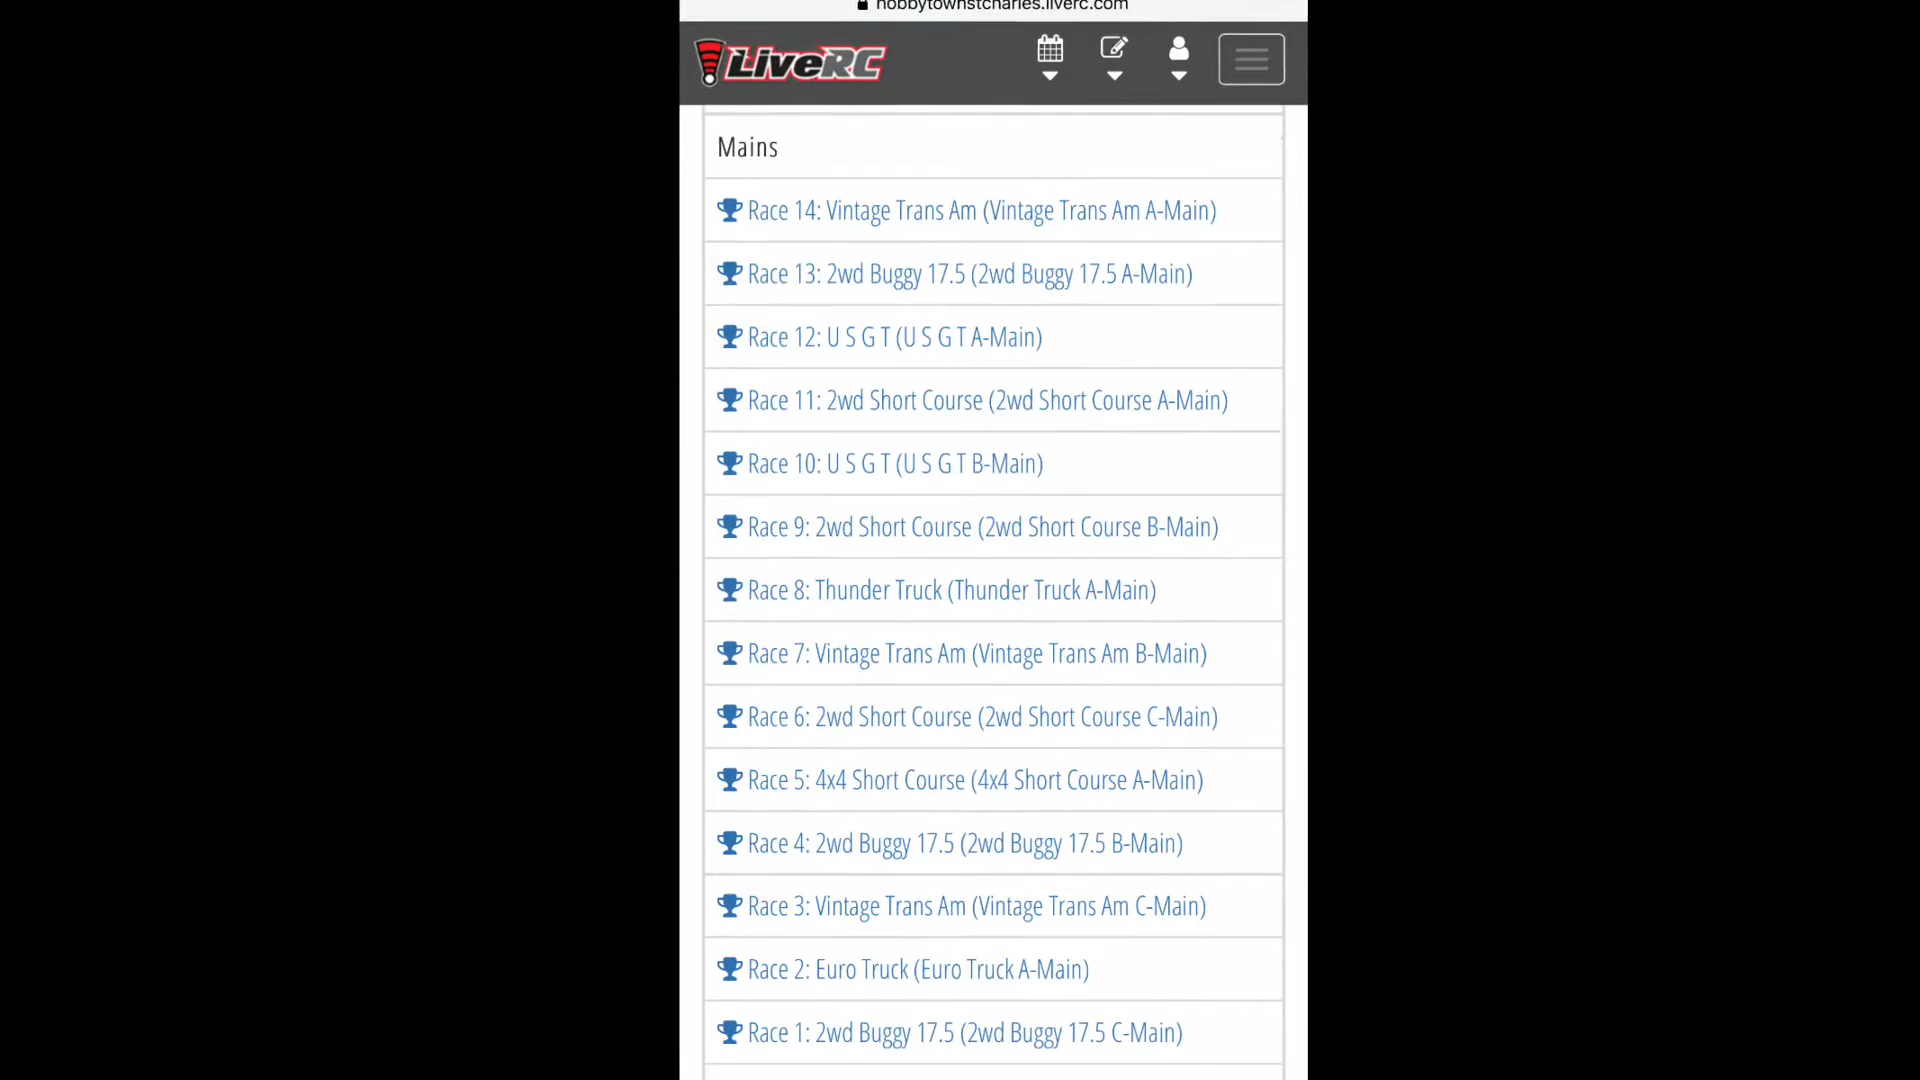 hobbytownstcharles.liverc.com
LiveRC
Mains
Race 14: Vintage Trans Am (Vintage Trans Am A-Main)
Race 13: 2wd Buggy 17.5 (2wd Buggy 17.5 A-Main)
Race 12: U S G T (U S G T A-Main)
Race 11: 2wd Short Course (2wd Short Course A-Main)
Race 10: U S G T (U S G T B-Main)
Race 9: 2wd Short Course (2wd Short Course B-Main)
Race 8: Thunder Truck (Thunder Truck A-Main)
Race 7: Vintage Trans Am (Vintage Trans Am B-Main)
Race 6: 2wd Short Course (2wd Short Course C-Main)
Race 5: 4x4 Short Course (4x4 Short Course A-Main)
Race 4: 2wd Buggy 17.5 (2wd Buggy 17.5 B-Main)
Race 3: Vintage Trans Am (Vintage Trans Am C-Main)
Race 2: Euro Truck (Euro Truck A-Main)
Race 1: 2wd Buggy 17.5 (2wd Buggy 17.5 C-Main)